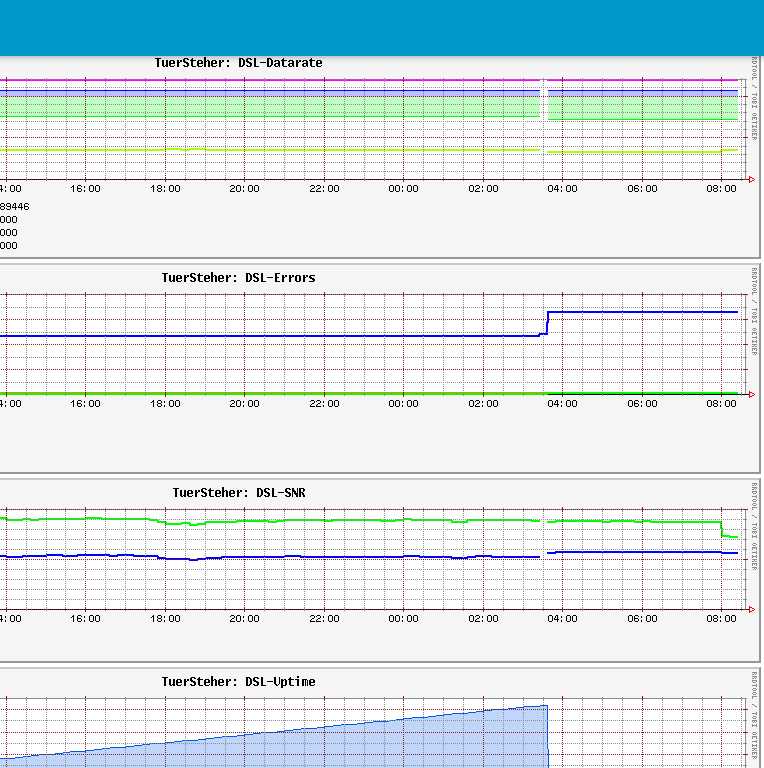 TuerSteher: DSL-Datarate
RRDTOOL / TOBI OETIKER
4:00 16:00 18:00 20:00 22:00 00:00 02:00 04:00 06:00 08:00
89446
000
000
000
TuerSteher: DSL-Errors
RRDTOOL / TOBI OETIKER
4:00 16:00 18:00 20:00 22:00 00:00 02:00 04:00 06:00 08:00
TuerSteher: DSL-SNR
RRDTOOL / TOBI OETIKER
4:00 16:00 18:00 20:00 22:00 00:00 02:00 04:00 06:00 08:00
TuerSteher: DSL-Uptime
RRDTOOL / TOBI OETIKER